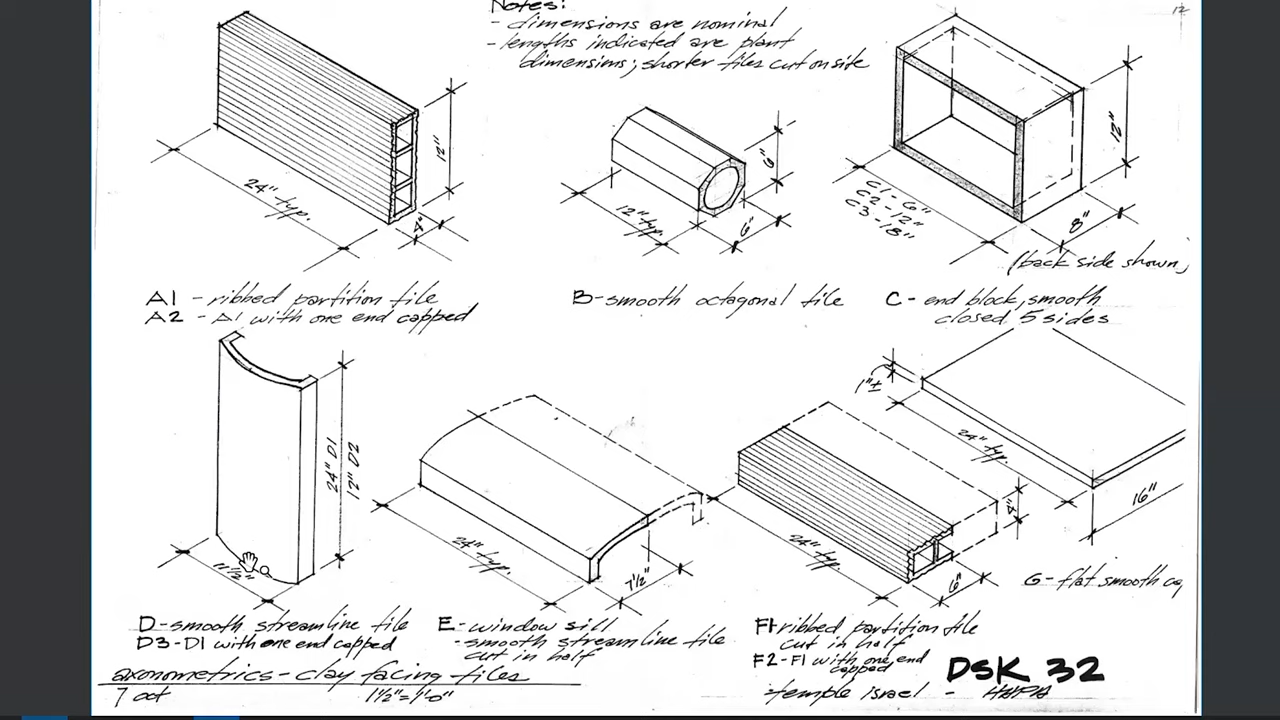 12
Notes:
- dimensions are nominal
- lengths indicated are plant
dimensions; shorter tiles cut on site
24" typ.
12"
4"
12" typ.
6"
6"
C1 - 6"
C2 - 12"
C3 - 18"
12"
8"
(back side shown)
A1 - ribbed partition tile
A2 - A1 with one end capped
B - smooth octagonal tile
C - end block, smooth
closed 5 sides
24" D1
12" D2
11½"
24" typ.
7½"
24" typ.
4"
6"
1"±
24" typ.
16"
G - flat smooth
D - smooth streamline tile
D3 - D1 with one end capped
E - window sill
- smooth streamline tile
cut in half
F1 - ribbed partition tile
cut in half
F2 - F1 with one end
capped
axonometrics - clay facing tiles
7 oct
1½" = 1'-0"
DSK 32
temple israel - HHPA